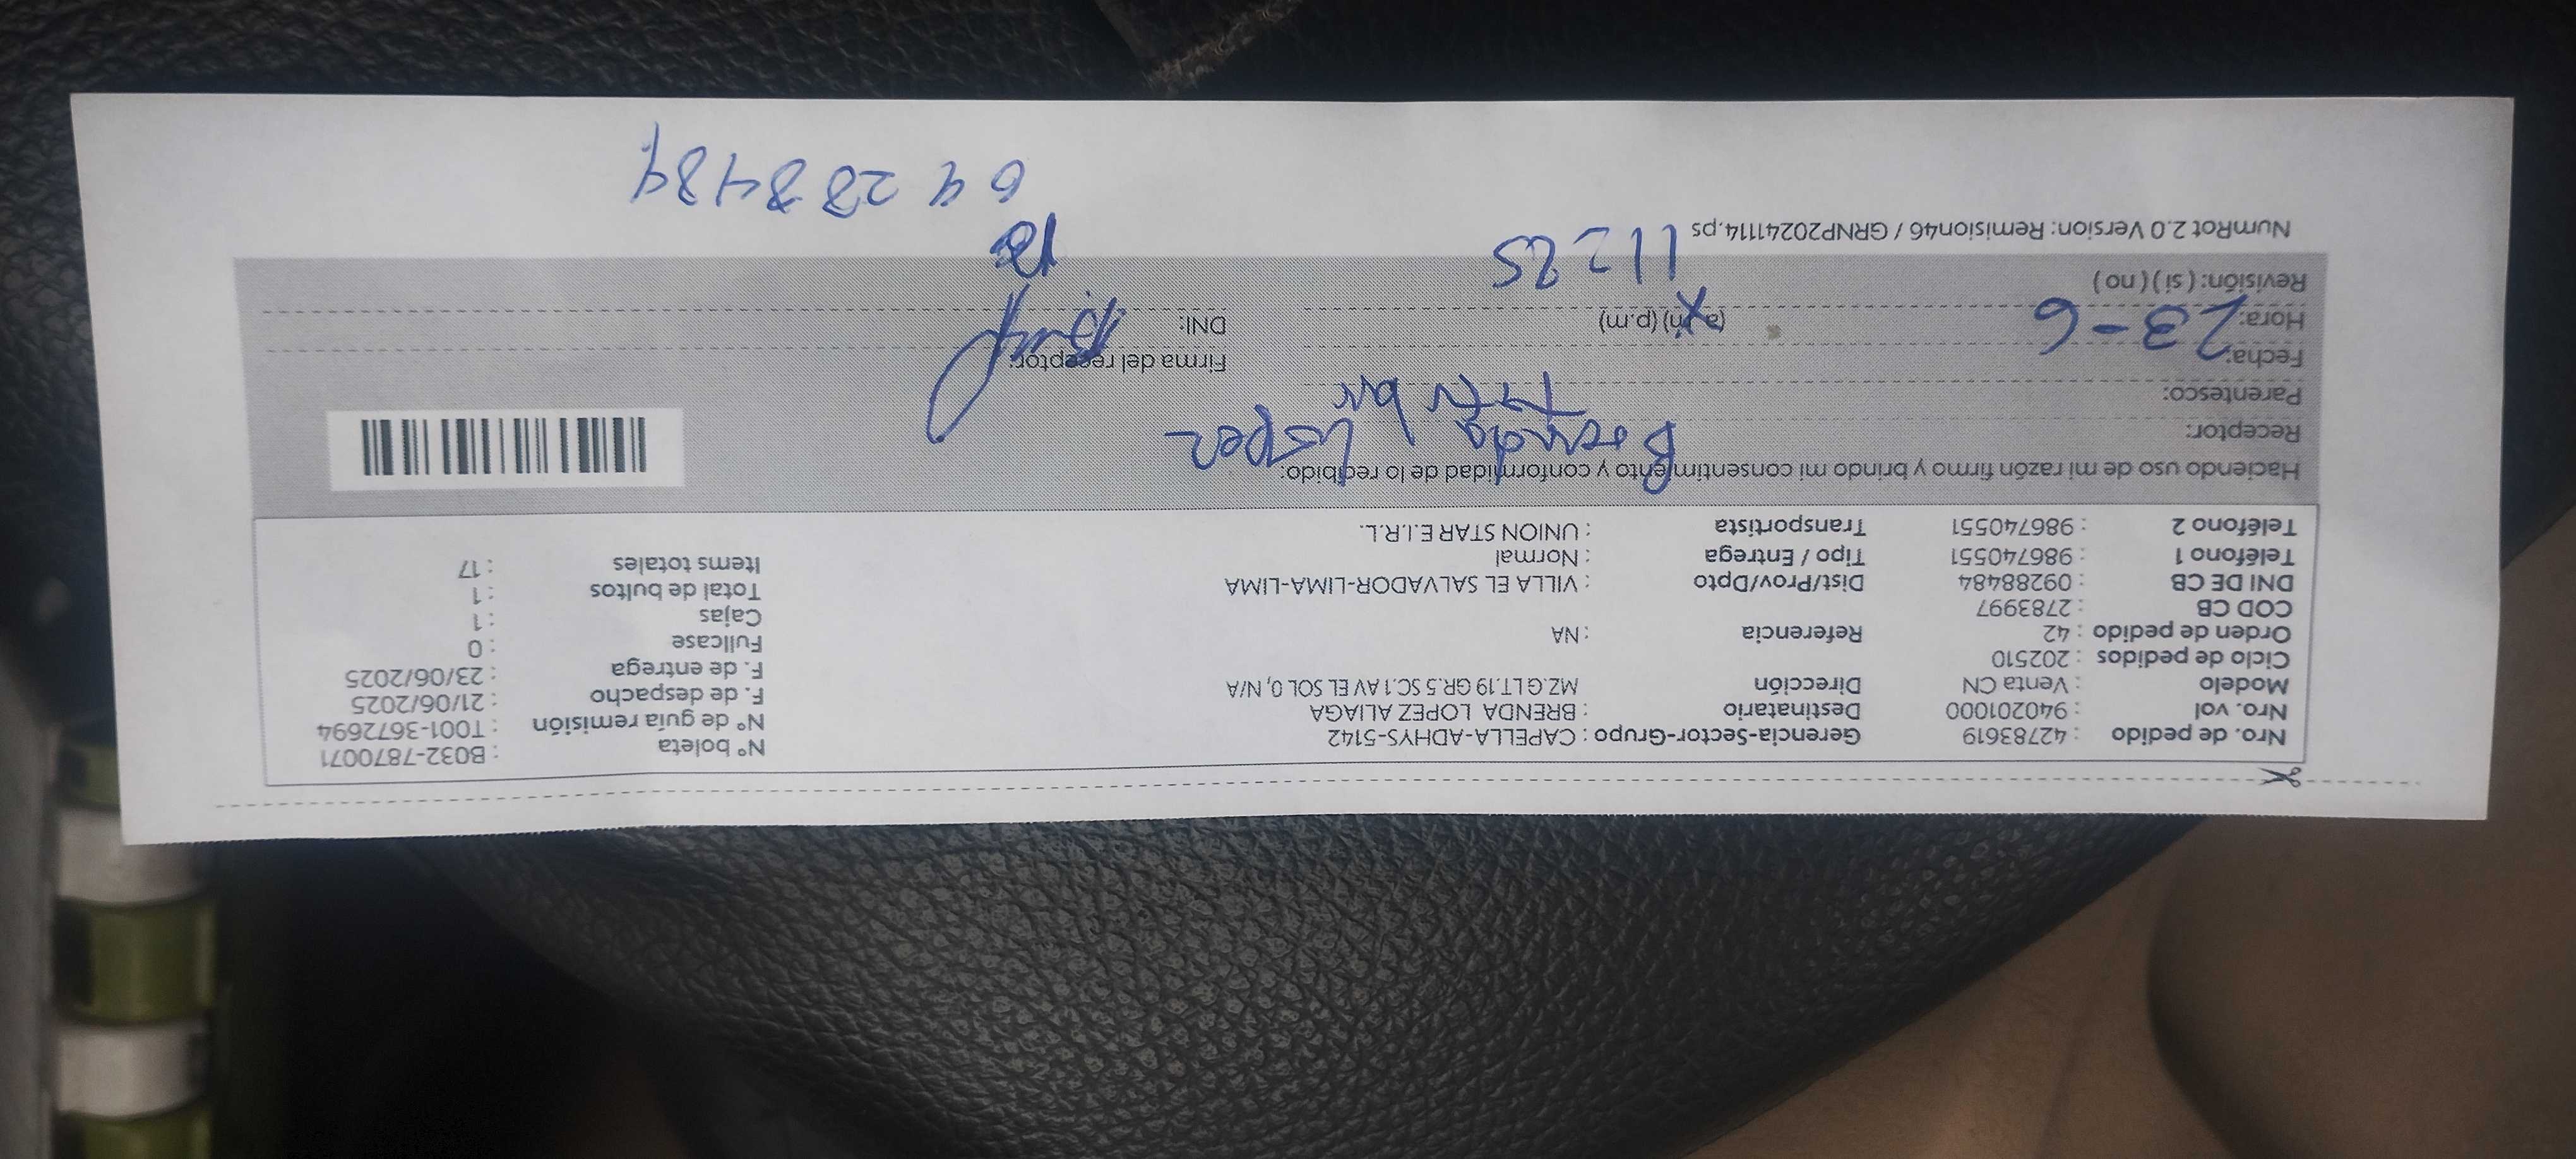 Nro. de pedido : 42783619 Gerencia-Sector-Grupo : CAPELLA-ADHYS-5142 N° boleta : B032-7870071
Nro. vol : 940201000 Destinatario : BRENDA LOPEZ ALIAGA N° de guía remisión : T001-3672694
Modelo : Venta CN Dirección MZ.G LT.19 GR.5 SC.1 AV EL SOL 0, N/A F. de despacho : 21/06/2025
Ciclo de pedidos : 202510 F. de entrega : 23/06/2025
Orden de pedido : 42 Referencia : NA Fullcase : 0
COD CB : 2783997 Cajas : 1
DNI DE CB : 09288484 Dist/Prov/Dpto : VILLA EL SALVADOR-LIMA-LIMA Total de bultos : 1
Teléfono 1 : 986740551 Tipo / Entrega : Normal Items totales : 17
Teléfono 2 : 986740551 Transportista : UNION STAR E.I.R.L.
Haciendo uso de mi razón firmo y brindo mi consentimiento y conformidad de lo recibido:
Receptor: Brenda Lopez
Parentesco:
Fecha: 23-6 Firma del receptor:
Hora: (a.m) (p.m) DNI:
Revisión: ( si ) ( no ) 11 2 25
NumRot 2.0 Version: Remision46 / GRNP20241114.ps